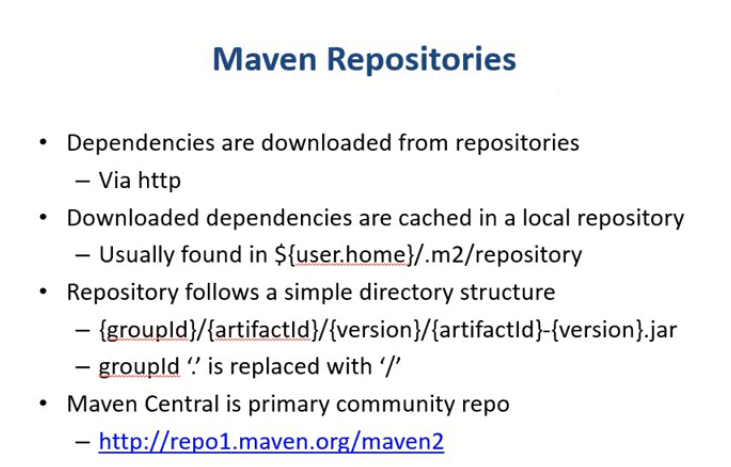 Maven Repositories
• Dependencies are downloaded from repositories
– Via http
• Downloaded dependencies are cached in a local repository
– Usually found in ${user.home}/.m2/repository
• Repository follows a simple directory structure
– {groupId}/{artifactId}/{version}/{artifactId}-{version}.jar
– groupId ‘.’ is replaced with ‘/’
• Maven Central is primary community repo
– http://repo1.maven.org/maven2